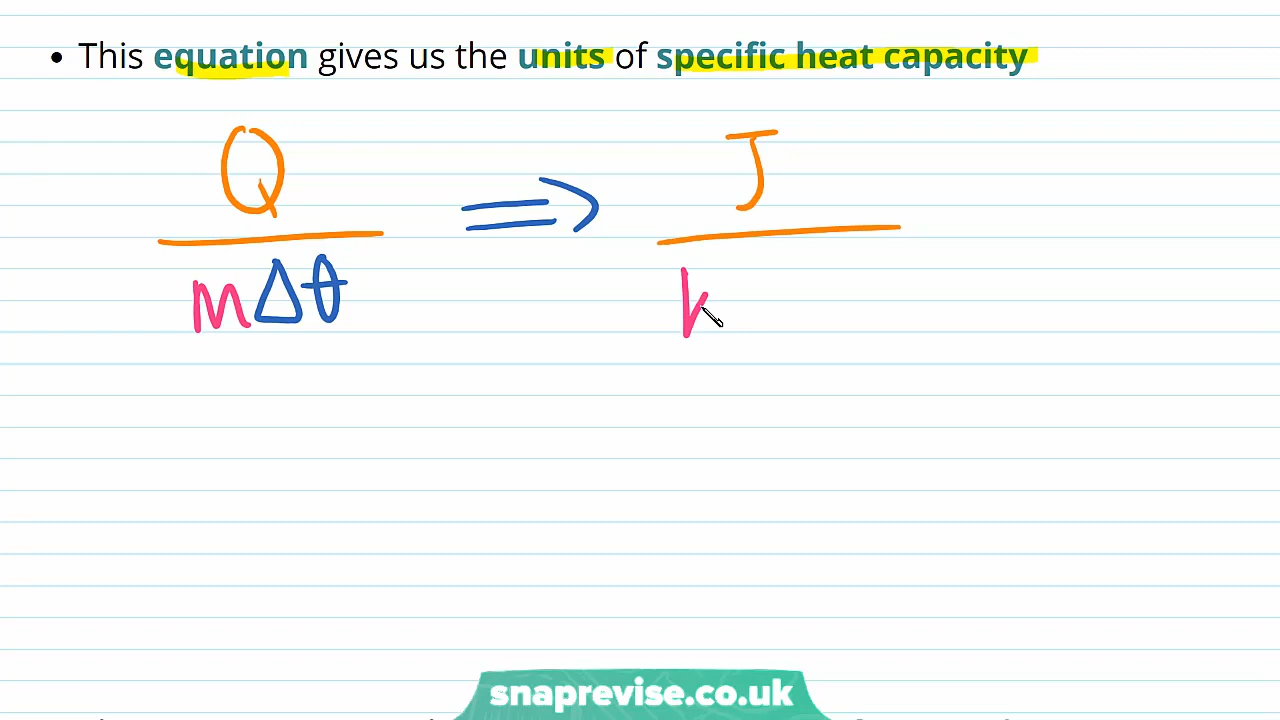 • This equation gives us the units of specific heat capacity
Q ⇒ J
mΔθ k
snaprevise.co.uk